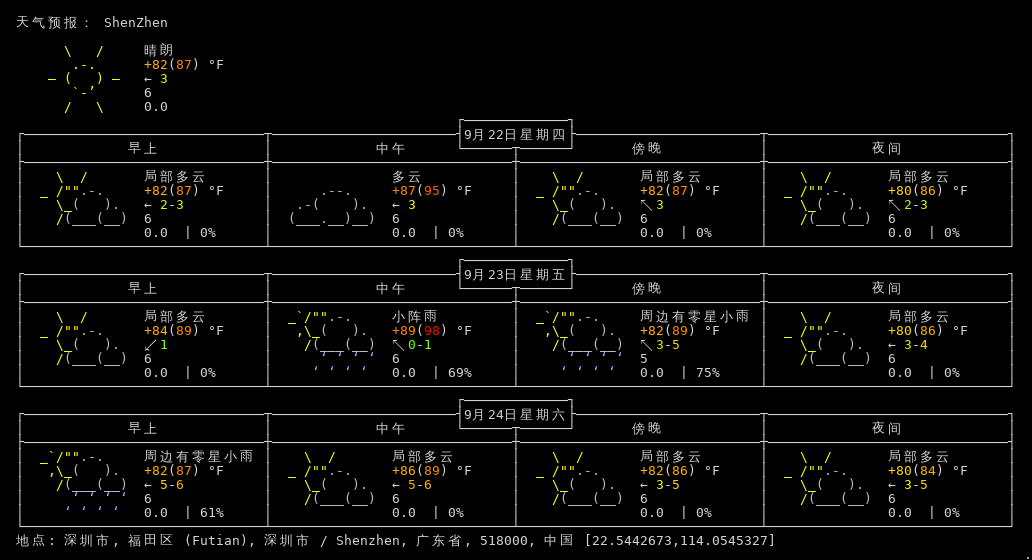 天气预报： ShenZhen
晴朗
+82(87) °F
← 3
6
0.0
9月22日星期四
早上 中午 傍晚 夜间
局部多云 多云 局部多云 局部多云
+82(87) °F +87(95) °F +82(87) °F +80(86) °F
← 2-3 ← 3 ↖ 3 ↖ 2-3
6 6 6 6
0.0 | 0% 0.0 | 0% 0.0 | 0% 0.0 | 0%
9月23日星期五
早上 中午 傍晚 夜间
局部多云 小阵雨 周边有零星小雨 局部多云
+84(89) °F +89(98) °F +82(89) °F +80(86) °F
↙ 1 ↖ 0-1 ↖ 3-5 ← 3-4
6 6 5 6
0.0 | 0% 0.0 | 69% 0.0 | 75% 0.0 | 0%
9月24日星期六
早上 中午 傍晚 夜间
周边有零星小雨 局部多云 局部多云 局部多云
+82(87) °F +86(89) °F +82(86) °F +80(84) °F
← 5-6 ← 5-6 ← 3-5 ← 3-5
6 6 6 6
0.0 | 61% 0.0 | 0% 0.0 | 0% 0.0 | 0%
地点: 深圳市, 福田区 (Futian), 深圳市 / Shenzhen, 广东省, 518000, 中国 [22.5442673,114.0545327]